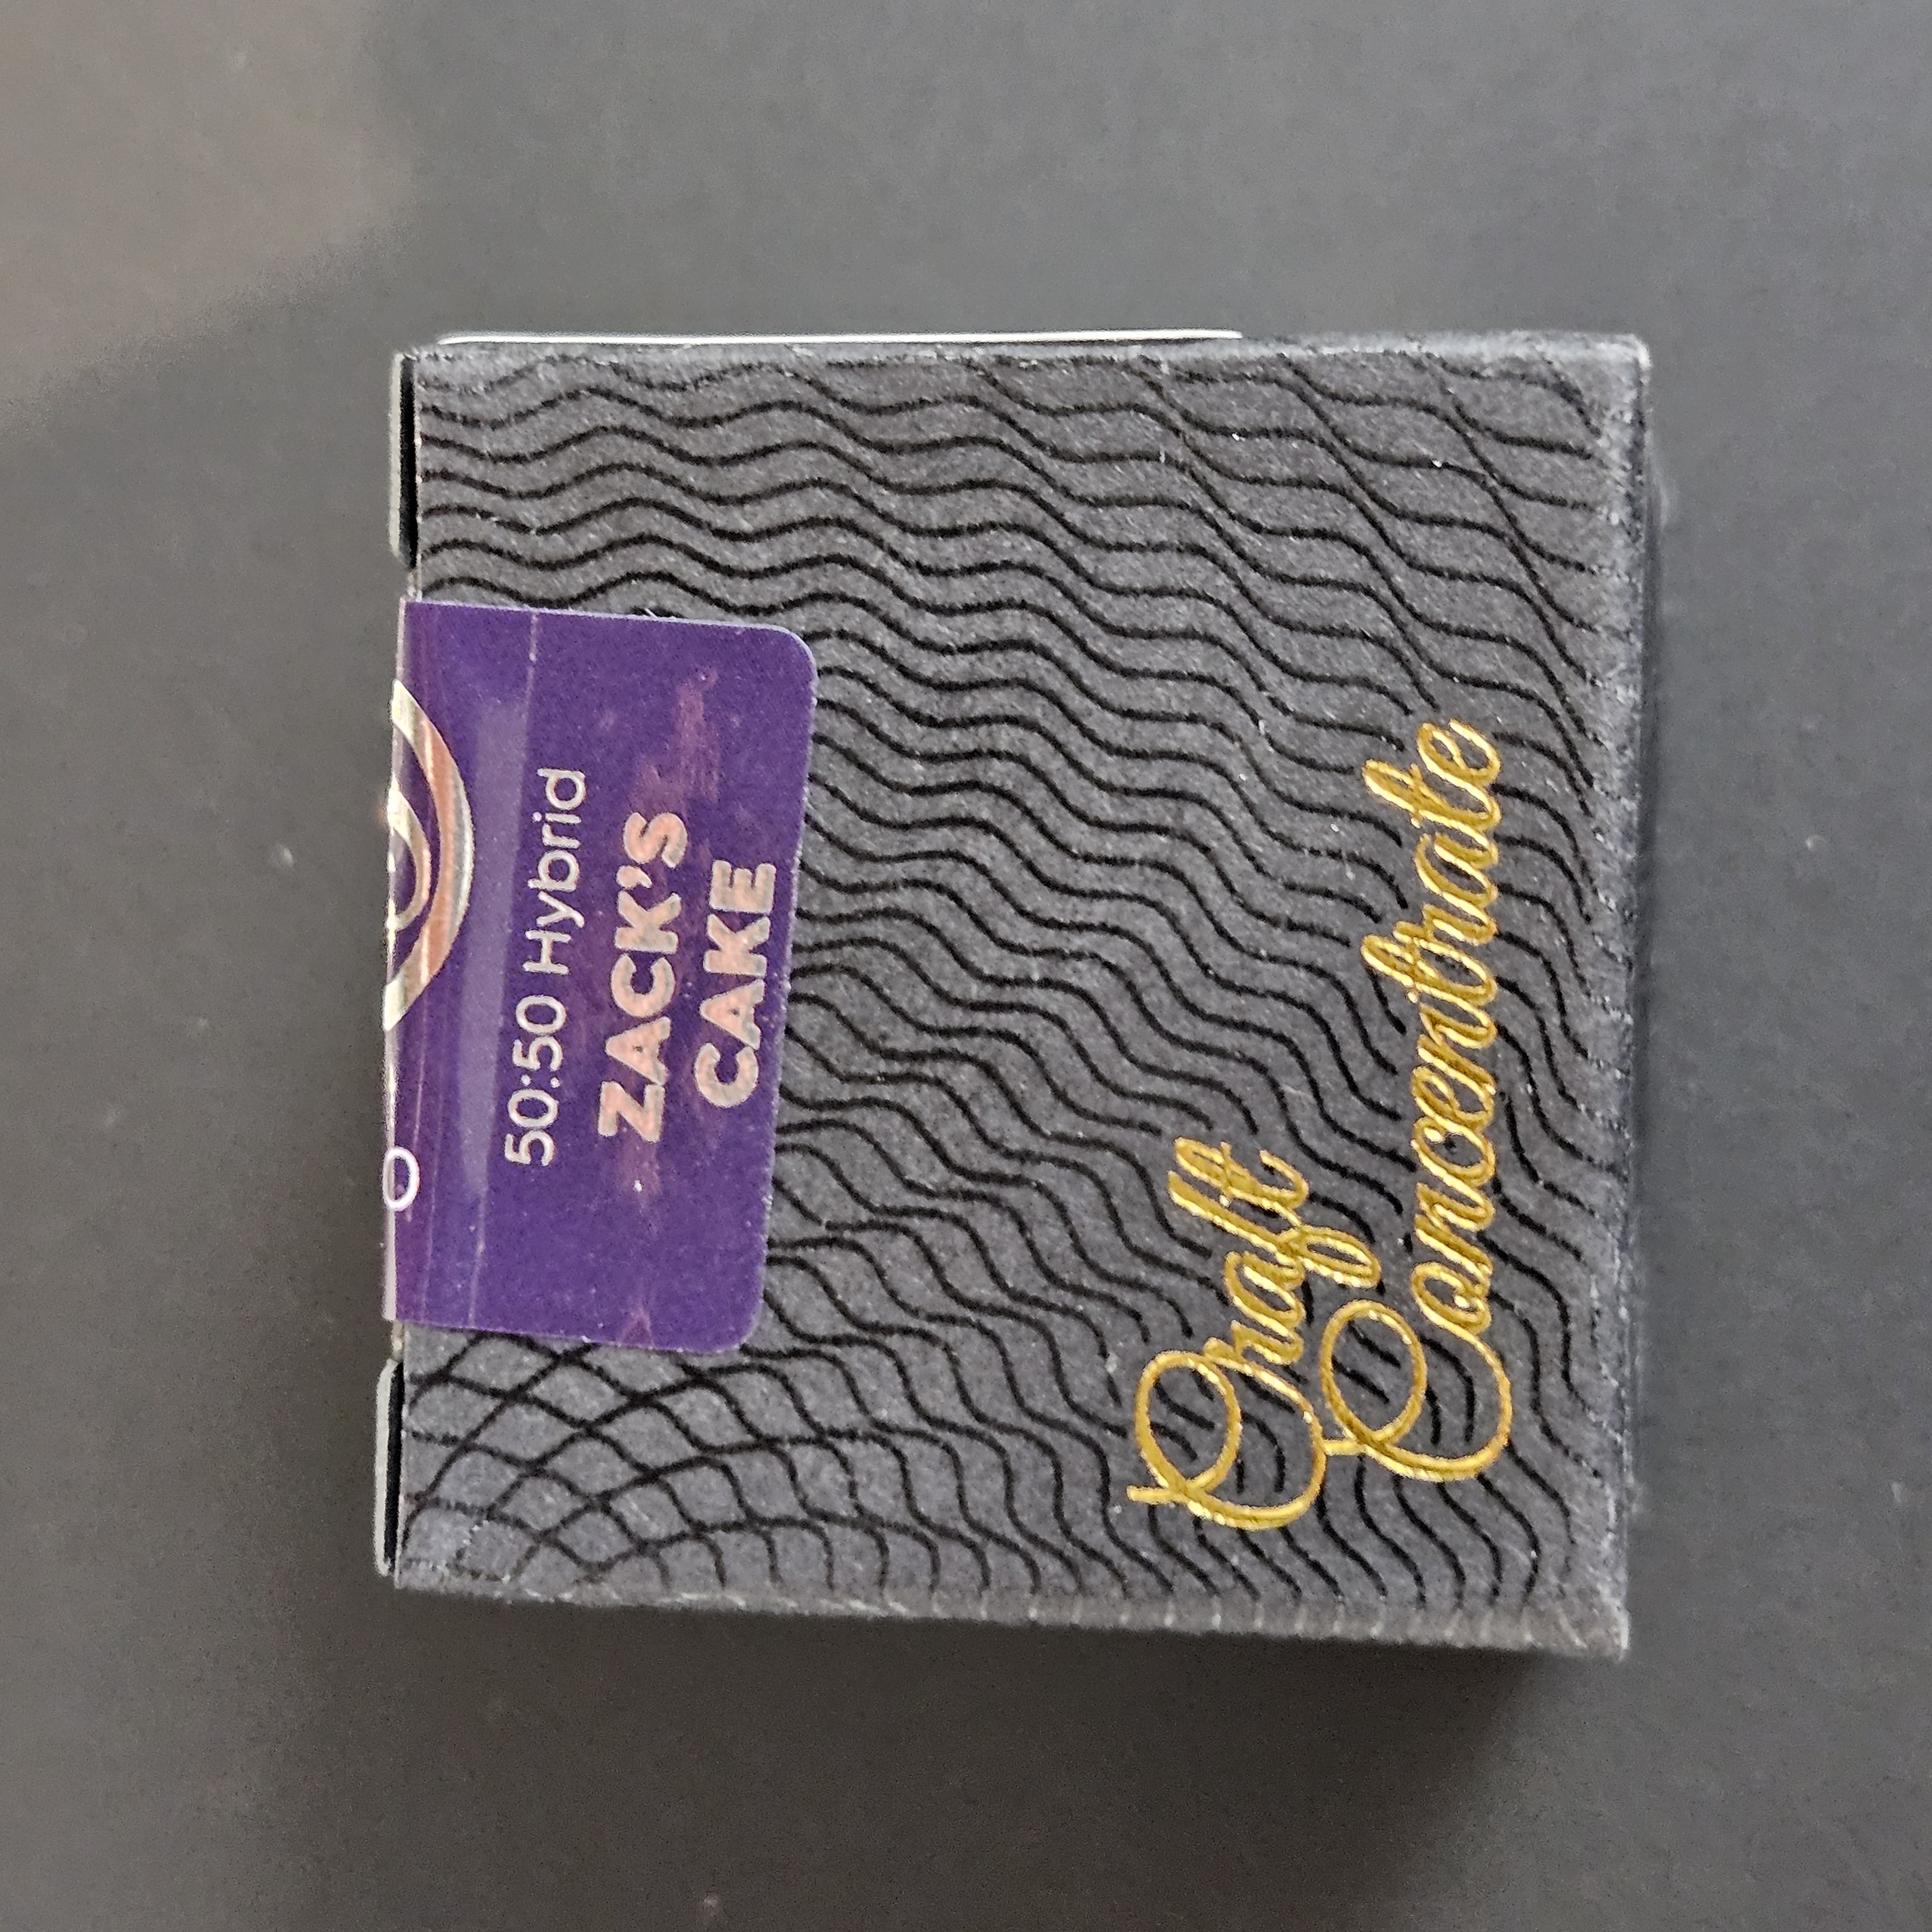 50:50 Hybrid
ZACK'S
CAKE
Craft
Concentrate